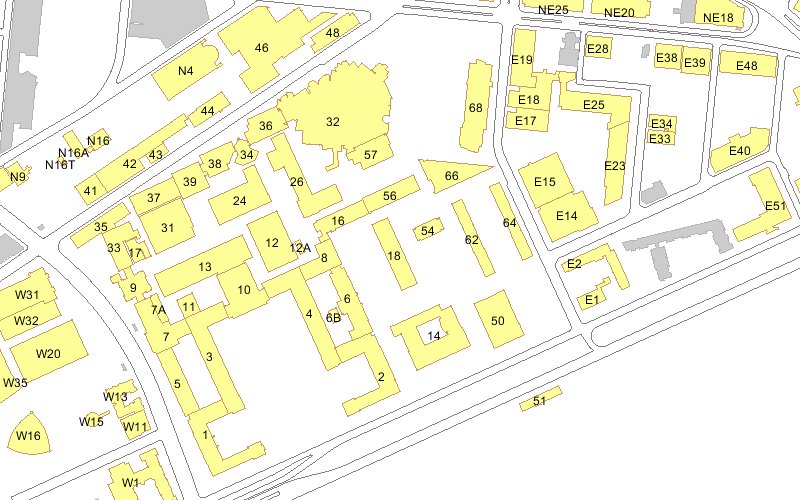 NE25
NE20
NE18
48
46
E19
E28
E38
E39
E48
N4
E18
E25
68
44
E17
E34
E33
36
32
N16
N16A
N16T
43
42
38
34
57
E40
N9
41
39
26
66
E23
E15
37
24
56
64
E14
E51
35
31
16
33
17
12
12A
18
54
62
8
13
E2
9
10
6
E1
W31
7A
11
4
6B
W32
7
14
50
W20
3
5
2
W35
W13
51
W15
W11
W16
1
W1